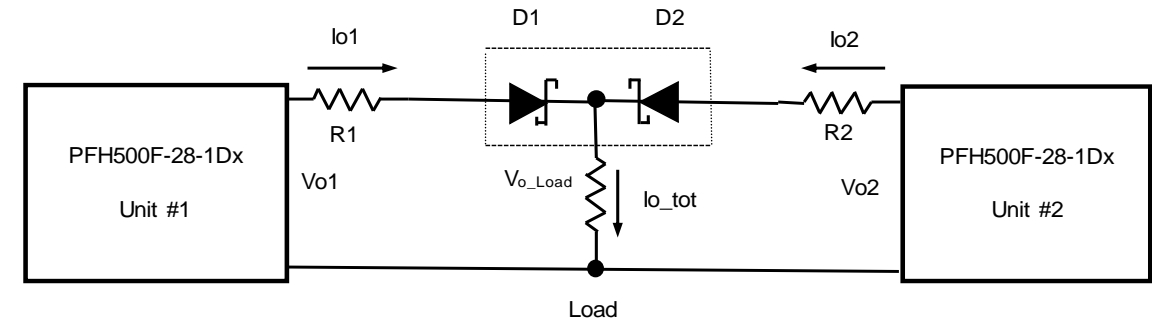 D1
D2
Io1
Io2
R1
R2
PFH500F-28-1Dx
Unit #1
Vo1
Vo_Load
Io_tot
Vo2
PFH500F-28-1Dx
Unit #2
Load